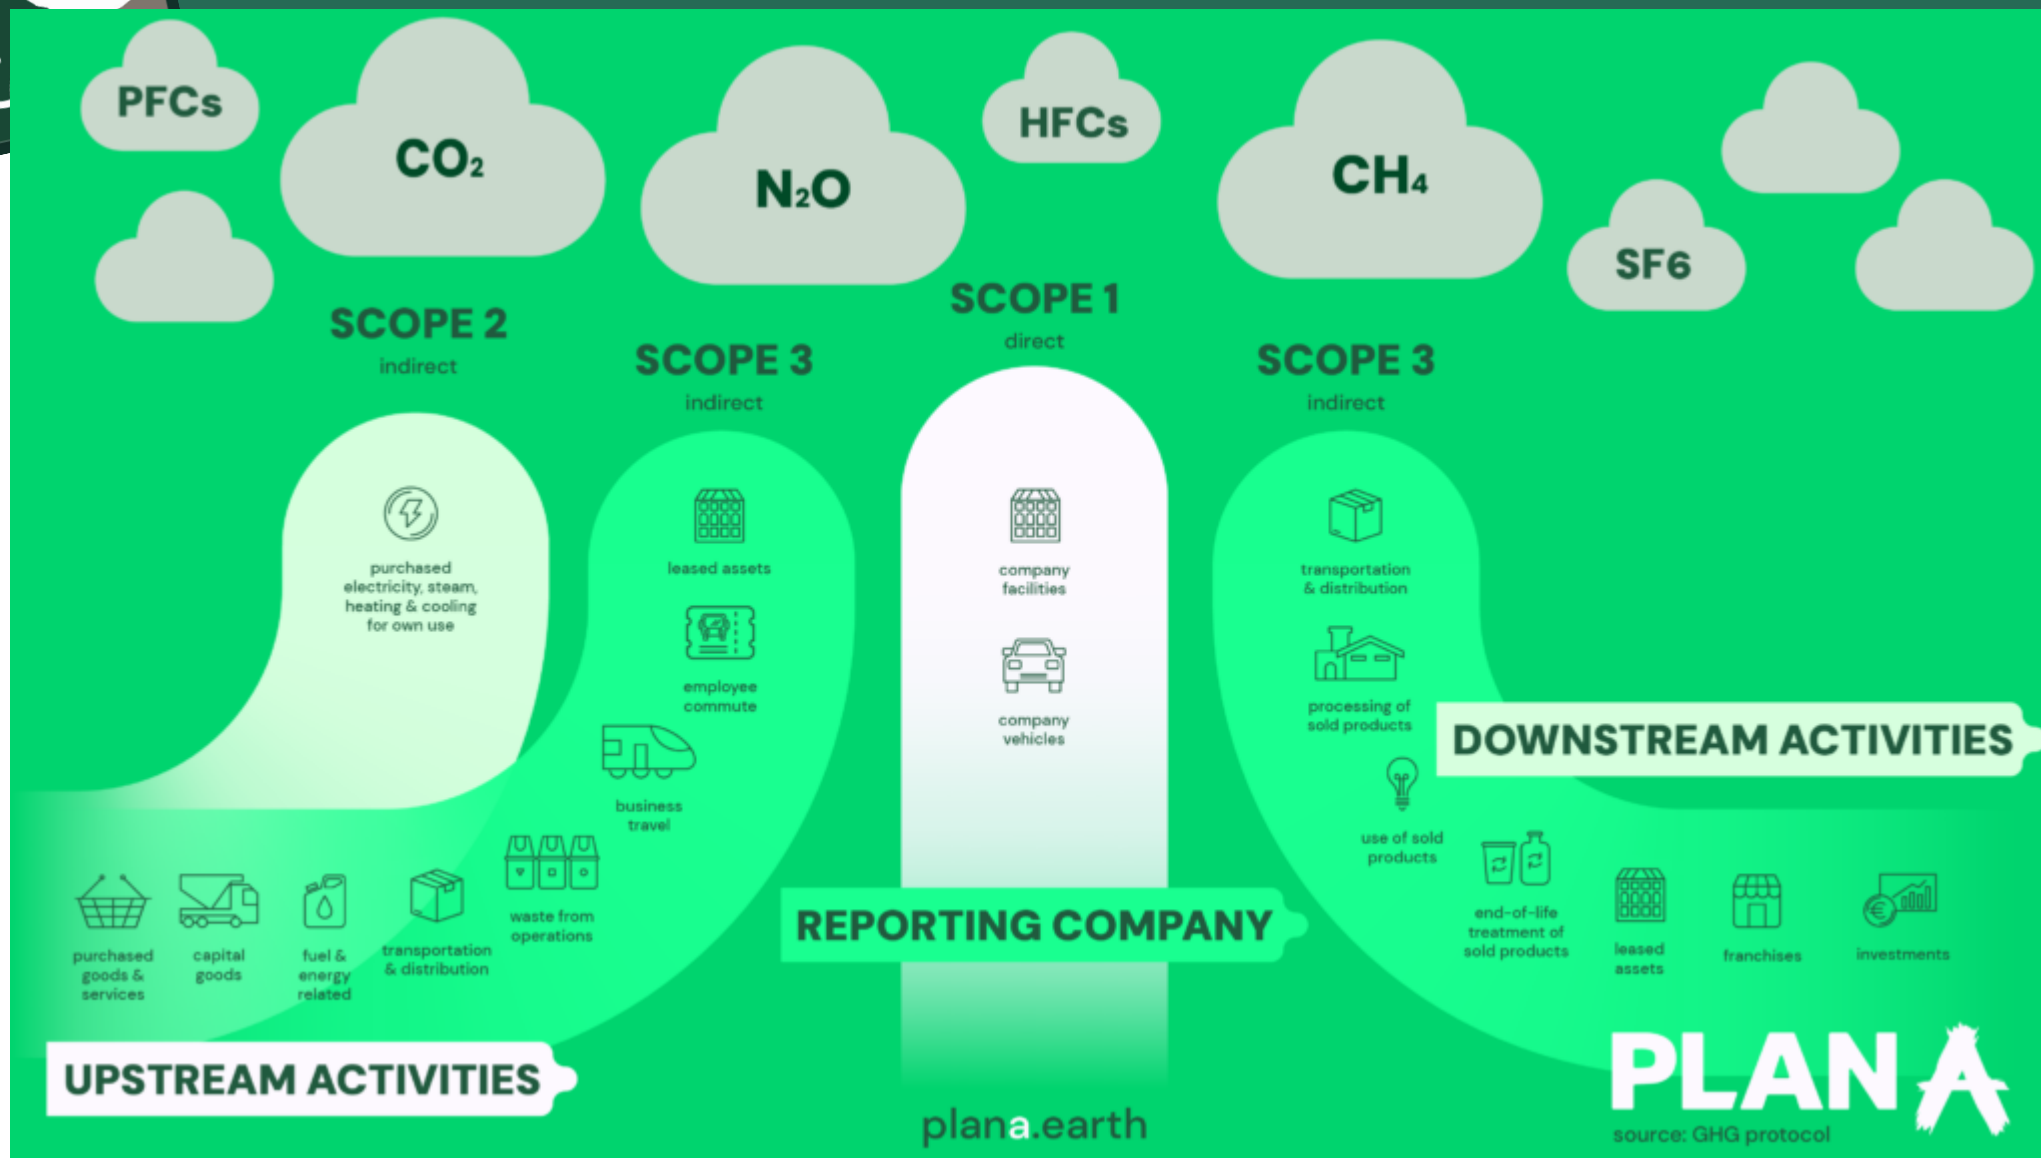 PFCs
CO₂
N₂O
HFCs
CH₄
SF6
SCOPE 2
indirect
SCOPE 3
indirect
SCOPE 1
direct
SCOPE 3
indirect
purchased
electricity, steam,
heating & cooling
for own use
leased assets
employee
commute
business
travel
waste from
operations
transportation
& distribution
fuel &
energy
related
capital
goods
purchased
goods &
services
UPSTREAM ACTIVITIES
company
facilities
company
vehicles
REPORTING COMPANY
transportation
& distribution
processing of
sold products
use of sold
products
end-of-life
treatment of
sold products
leased
assets
franchises
investments
DOWNSTREAM ACTIVITIES
plana.earth
PLAN A
source: GHG protocol